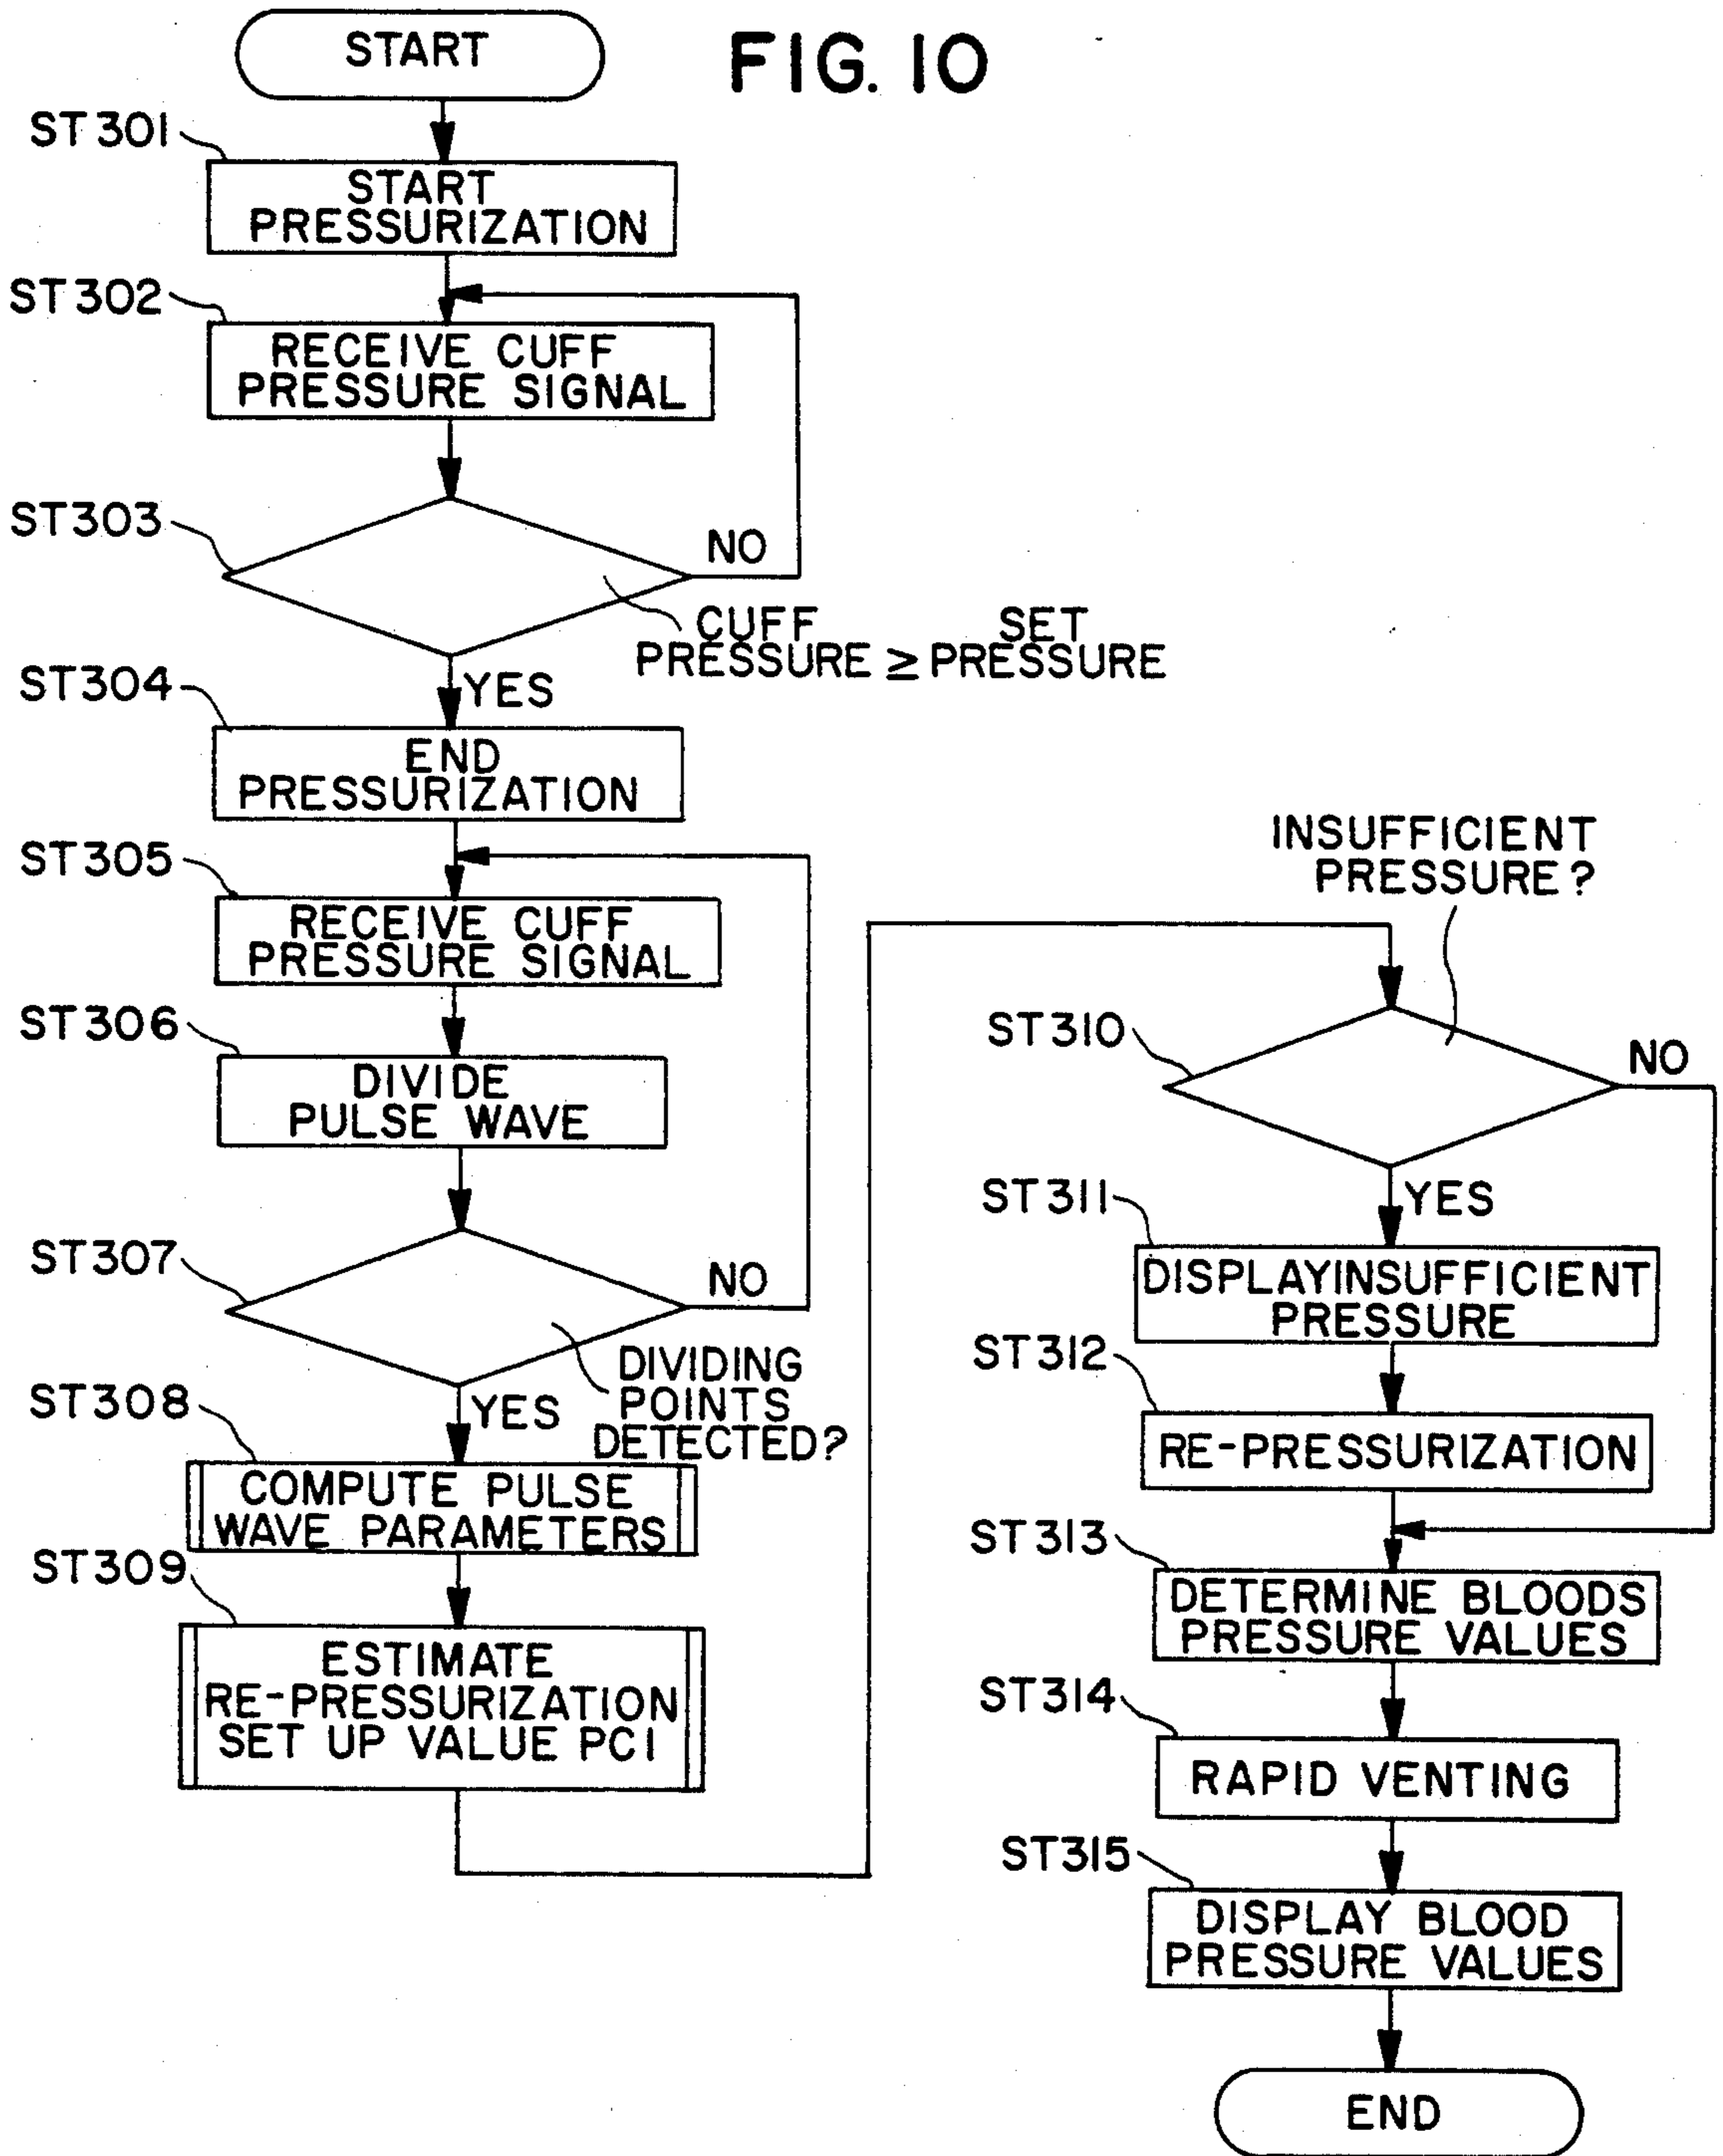 START
FIG. 10
ST301
START
PRESSURIZATION
ST302
RECEIVE CUFF
PRESSURE SIGNAL
ST303
NO
CUFF SET
PRESSURE ≥ PRESSURE
YES
ST304
END
PRESSURIZATION
ST305
RECEIVE CUFF
PRESSURE SIGNAL
ST306
DIVIDE
PULSE WAVE
ST307
NO
DIVIDING
POINTS
DETECTED?
YES
ST308
COMPUTE PULSE
WAVE PARAMETERS
ST309
ESTIMATE
RE-PRESSURIZATION
SET UP VALUE PCI
INSUFFICIENT
PRESSURE?
ST310
NO
YES
ST311
DISPLAYINSUFFICIENT
PRESSURE
ST312
RE-PRESSURIZATION
ST313
DETERMINE BLOODS
PRESSURE VALUES
ST314
RAPID VENTING
ST315
DISPLAY BLOOD
PRESSURE VALUES
END